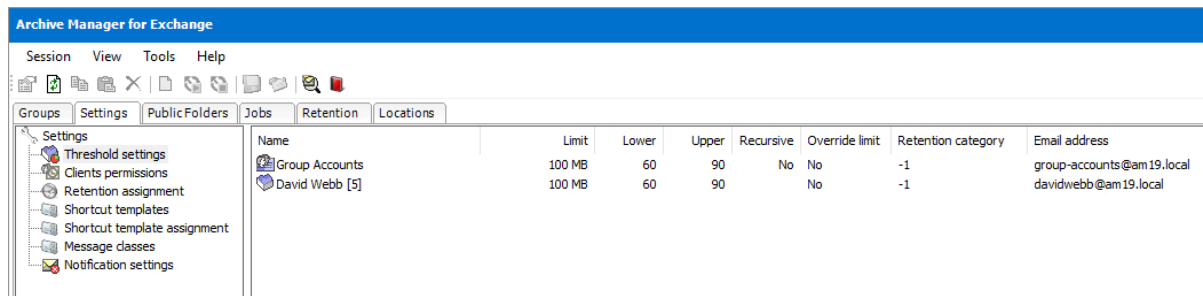 Archive Manager for Exchange
Session View Tools Help
Groups Settings Public Folders Jobs Retention Locations
Settings
Threshold settings
Clients permissions
Retention assignment
Shortcut templates
Shortcut template assignment
Message classes
Notification settings
Name Limit Lower Upper Recursive Override limit Retention category Email address
Group Accounts 100 MB 60 90 No No -1 group-accounts@am19.local
David Webb [5] 100 MB 60 90 No -1 davidwebb@am19.local